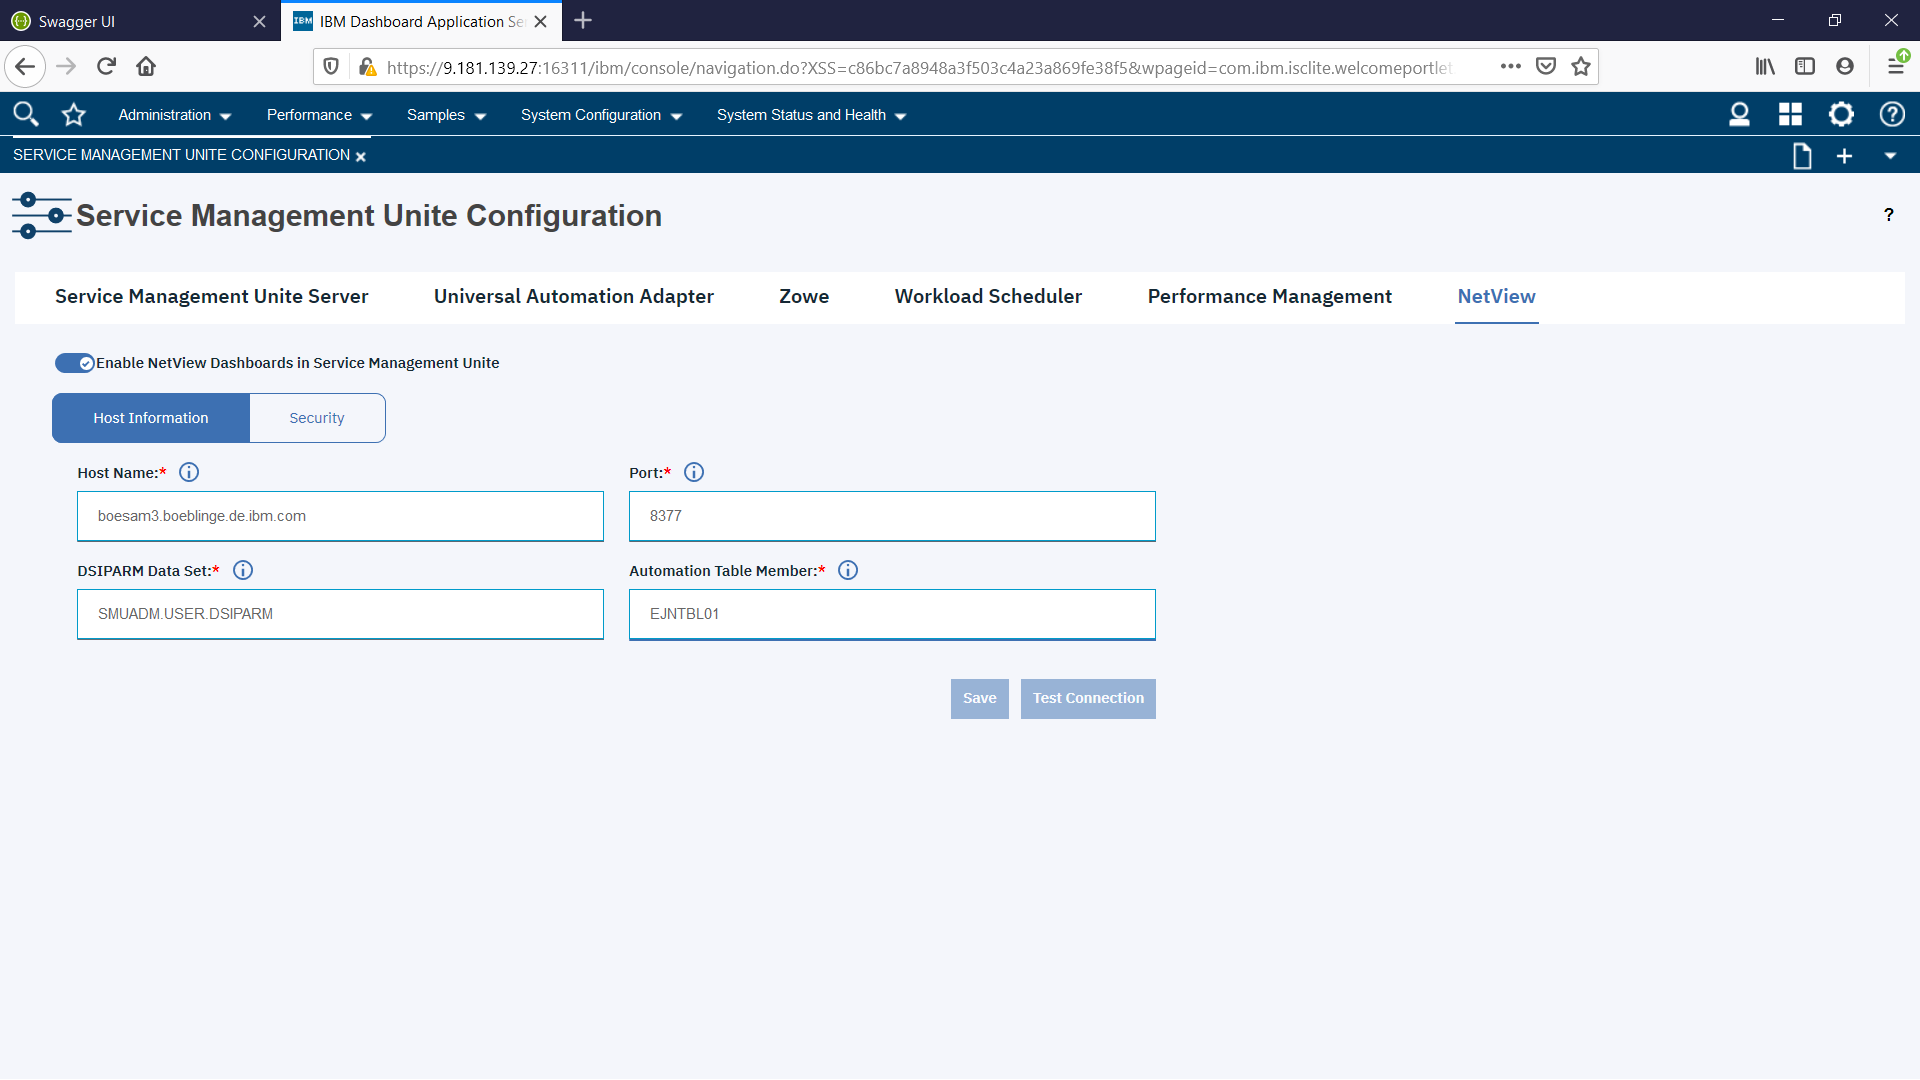 Swagger UI
IBM IBM Dashboard Application Se
https://9.181.139.27:16311/ibm/console/navigation.do?XSS=c86bc7a8948a3f503c4a23a869fe38f5&wpageid=com.ibm.isclite.welcomeportlet
Administration Performance Samples System Configuration System Status and Health ?
SERVICE MANAGEMENT UNITE CONFIGURATION
Service Management Unite Configuration ?
Service Management Unite Server Universal Automation Adapter Zowe Workload Scheduler Performance Management NetView
Enable NetView Dashboards in Service Management Unite
Host Information Security
Host Name:* Port:*
boesam3.boeblinge.de.ibm.com 8377
DSIPARM Data Set:* Automation Table Member:*
SMUADM.USER.DSIPARM EJNTBL01
Save Test Connection